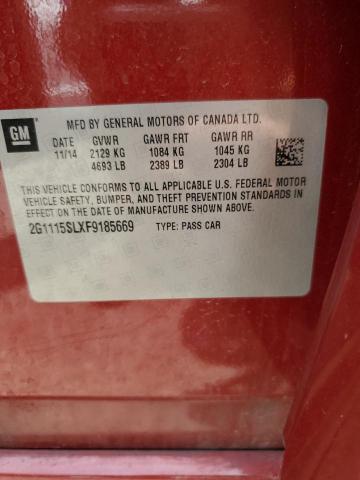 GM
MFD BY GENERAL MOTORS OF CANADA LTD.
DATE GVWR GAWR FRT GAWR RR
11/14 2129 KG 1084 KG 1045 KG
4693 LB 2389 LB 2304 LB
THIS VEHICLE CONFORMS TO ALL APPLICABLE U.S. FEDERAL MOTOR
VEHICLE SAFETY, BUMPER, AND THEFT PREVENTION STANDARDS IN
EFFECT ON THE DATE OF MANUFACTURE SHOWN ABOVE.
2G1115SLXF9185669 TYPE: PASS CAR